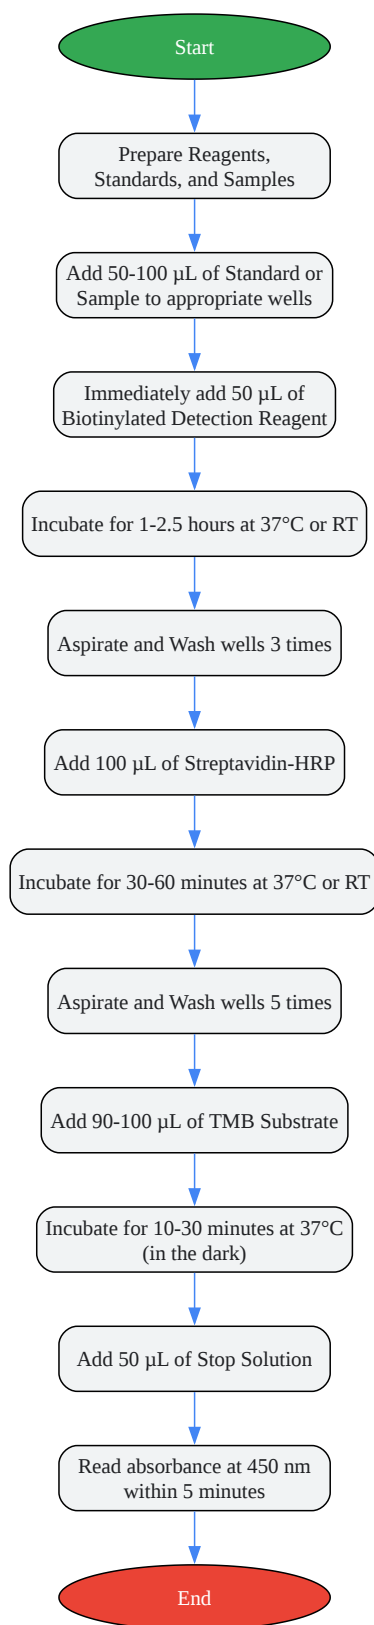 Start
Prepare Reagents,
Standards, and Samples
Add 50-100 µL of Standard or
Sample to appropriate wells
Immediately add 50 µL of
Biotinylated Detection Reagent
Incubate for 1-2.5 hours at 37°C or RT
Aspirate and Wash wells 3 times
Add 100 µL of Streptavidin-HRP
Incubate for 30-60 minutes at 37°C or RT
Aspirate and Wash wells 5 times
Add 90-100 µL of TMB Substrate
Incubate for 10-30 minutes at 37°C
(in the dark)
Add 50 µL of Stop Solution
Read absorbance at 450 nm
within 5 minutes
End